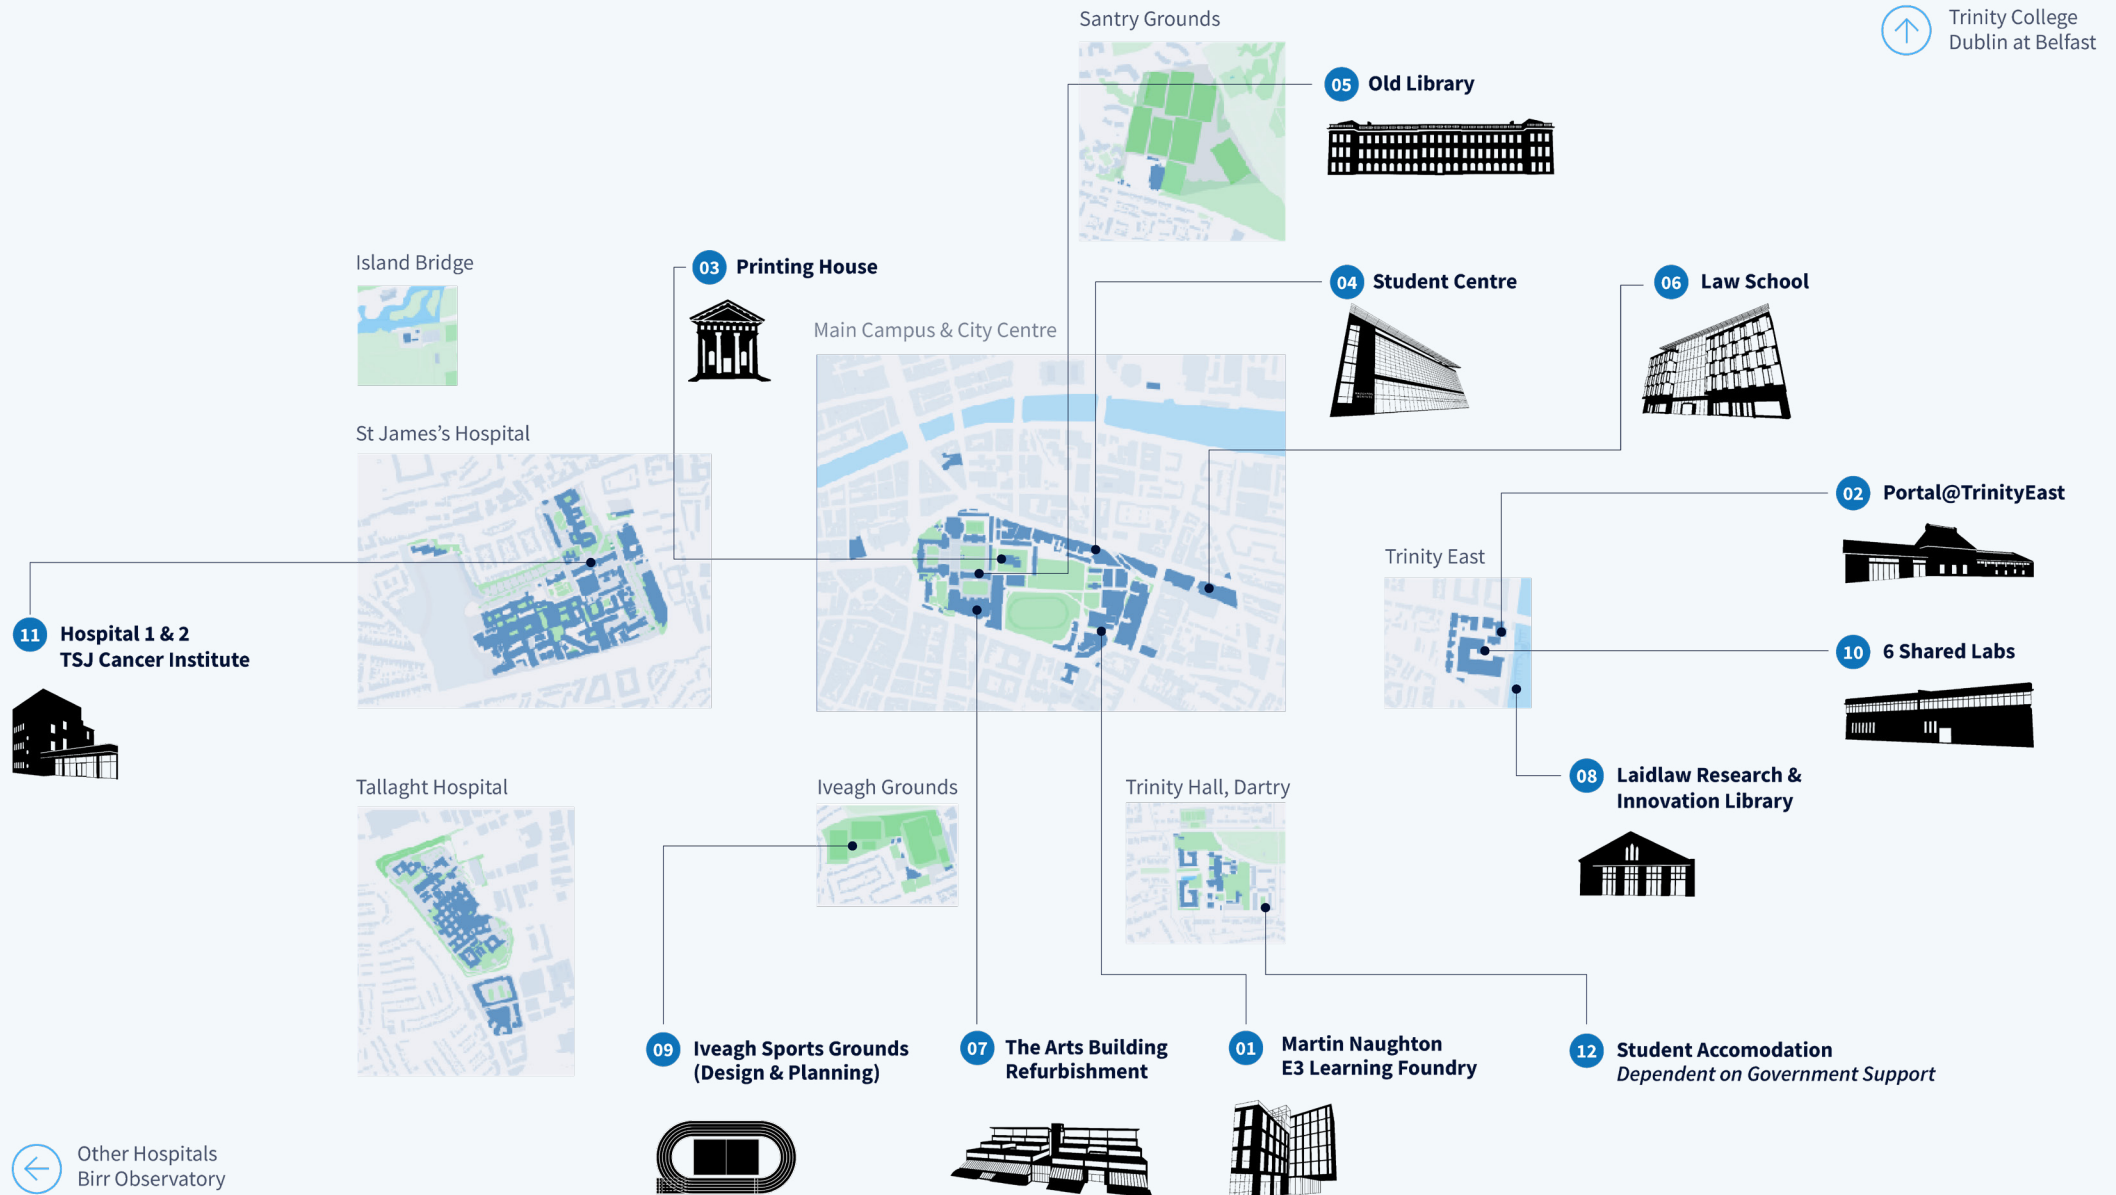 Santry Grounds
Trinity College
Dublin at Belfast
05 Old Library
Island Bridge
03 Printing House
04 Student Centre
06 Law School
Main Campus & City Centre
St James’s Hospital
02 Portal@TrinityEast
Trinity East
11 Hospital 1 & 2
TSJ Cancer Institute
10 6 Shared Labs
08 Laidlaw Research &
Innovation Library
Tallaght Hospital
Iveagh Grounds
Trinity Hall, Dartry
09 Iveagh Sports Grounds
(Design & Planning)
07 The Arts Building
Refurbishment
01 Martin Naughton
E3 Learning Foundry
12 Student Accomodation
Dependent on Government Support
Other Hospitals
Birr Observatory